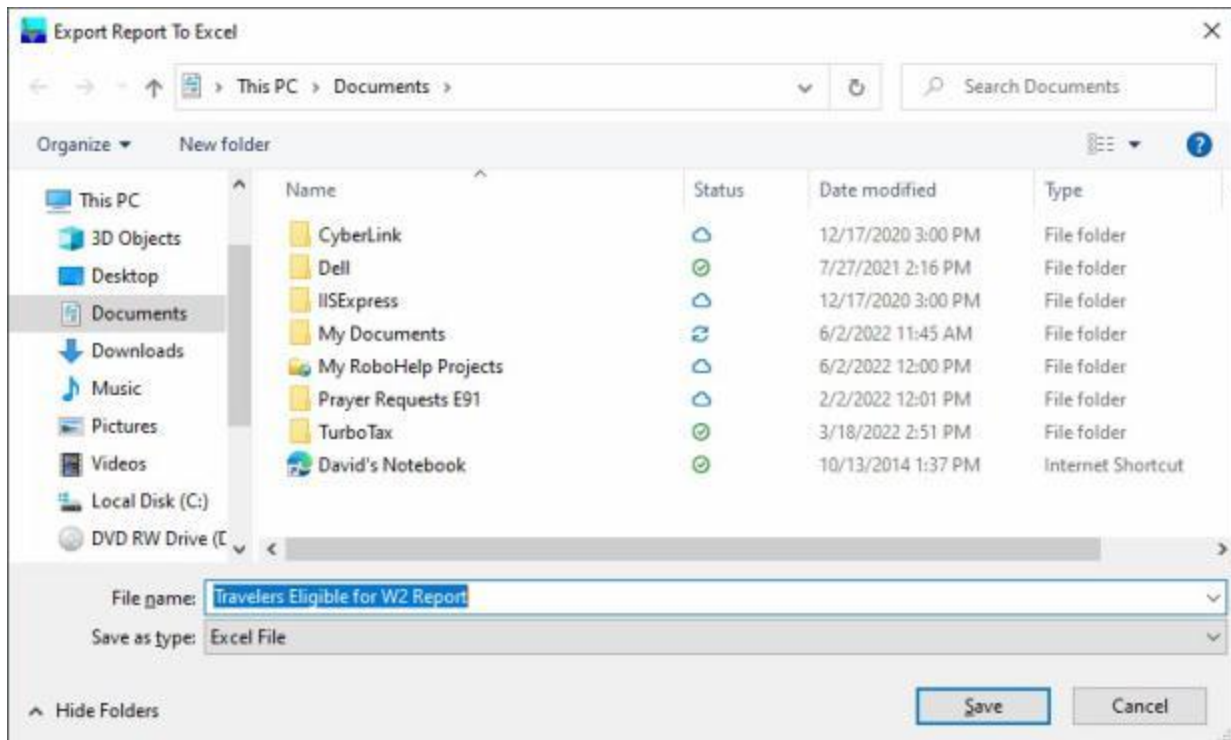 Export Report To Excel
This PC > Documents >
Search Documents
Organize
New folder
Name Status Date modified Type
This PC
3D Objects
Desktop
Documents
Downloads
Music
Pictures
Videos
Local Disk (C:)
DVD RW Drive (D
CyberLink 12/17/2020 3:00 PM File folder
Dell 7/27/2021 2:16 PM File folder
IISExpress 12/17/2020 3:00 PM File folder
My Documents 6/2/2022 11:45 AM File folder
My RoboHelp Projects 6/2/2022 12:00 PM File folder
Prayer Requests E91 2/2/2022 12:01 PM File folder
TurboTax 3/18/2022 2:51 PM File folder
David's Notebook 10/13/2014 1:37 PM Internet Shortcut
File name: Travelers Eligible for W2 Report
Save as type: Excel File
Hide Folders
Save
Cancel